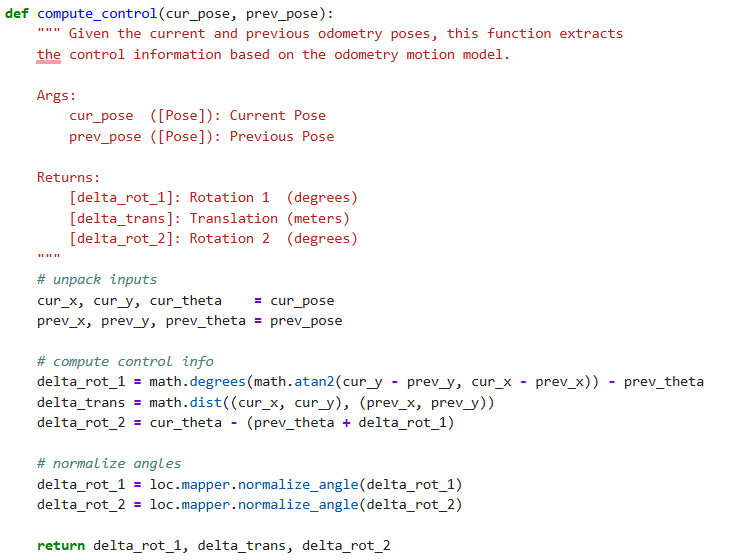 def compute_control(cur_pose, prev_pose):
    """ Given the current and previous odometry poses, this function extracts
    the control information based on the odometry motion model.

    Args:
        cur_pose  ([Pose]): Current Pose
        prev_pose ([Pose]): Previous Pose

    Returns:
        [delta_rot_1]: Rotation 1  (degrees)
        [delta_trans]: Translation (meters)
        [delta_rot_2]: Rotation 2  (degrees)
    """
    # unpack inputs
    cur_x, cur_y, cur_theta    = cur_pose
    prev_x, prev_y, prev_theta = prev_pose

    # compute control info
    delta_rot_1 = math.degrees(math.atan2(cur_y - prev_y, cur_x - prev_x)) - prev_theta
    delta_trans = math.dist((cur_x, cur_y), (prev_x, prev_y))
    delta_rot_2 = cur_theta - (prev_theta + delta_rot_1)

    # normalize angles
    delta_rot_1 = loc.mapper.normalize_angle(delta_rot_1)
    delta_rot_2 = loc.mapper.normalize_angle(delta_rot_2)

    return delta_rot_1, delta_trans, delta_rot_2